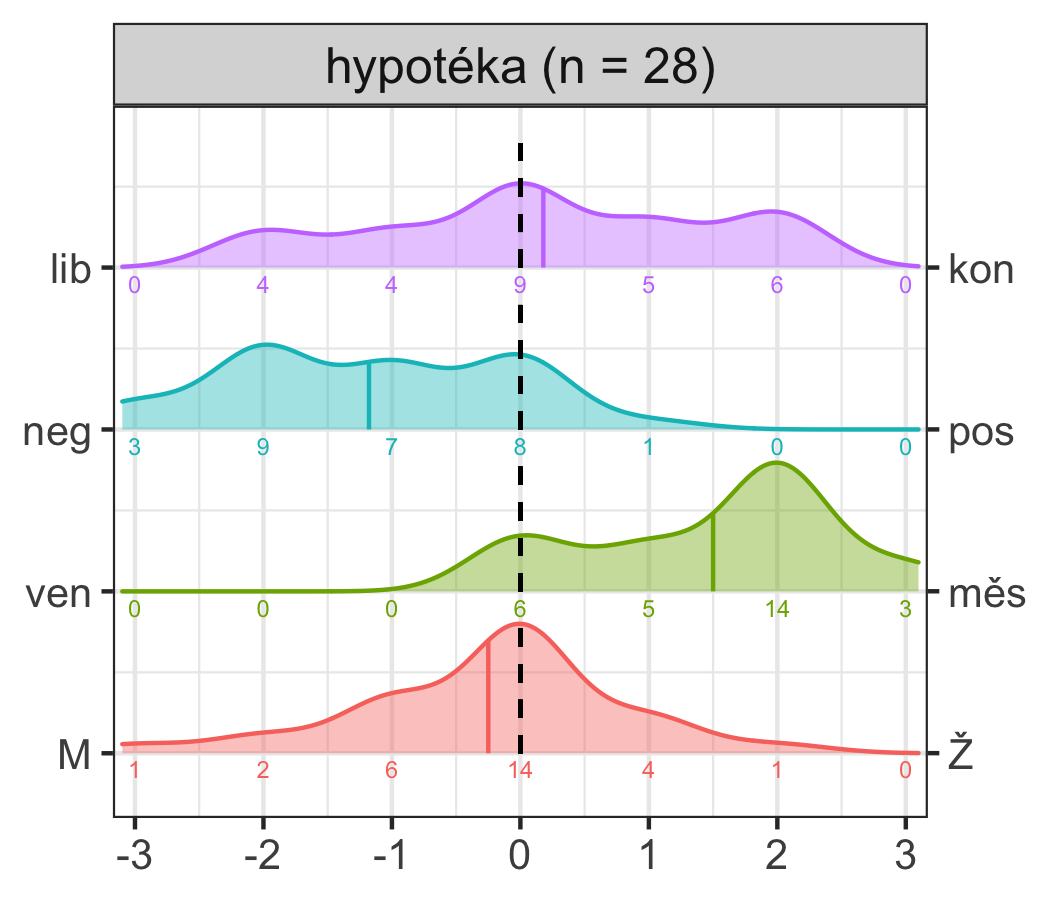 hypotéka (n = 28)
lib kon
0 4 4 9 5 6 0
neg pos
3 9 7 8 1 0 0
ven měs
0 0 0 6 5 14 3
M Ž
1 2 6 14 4 1 0
-3 -2 -1 0 1 2 3